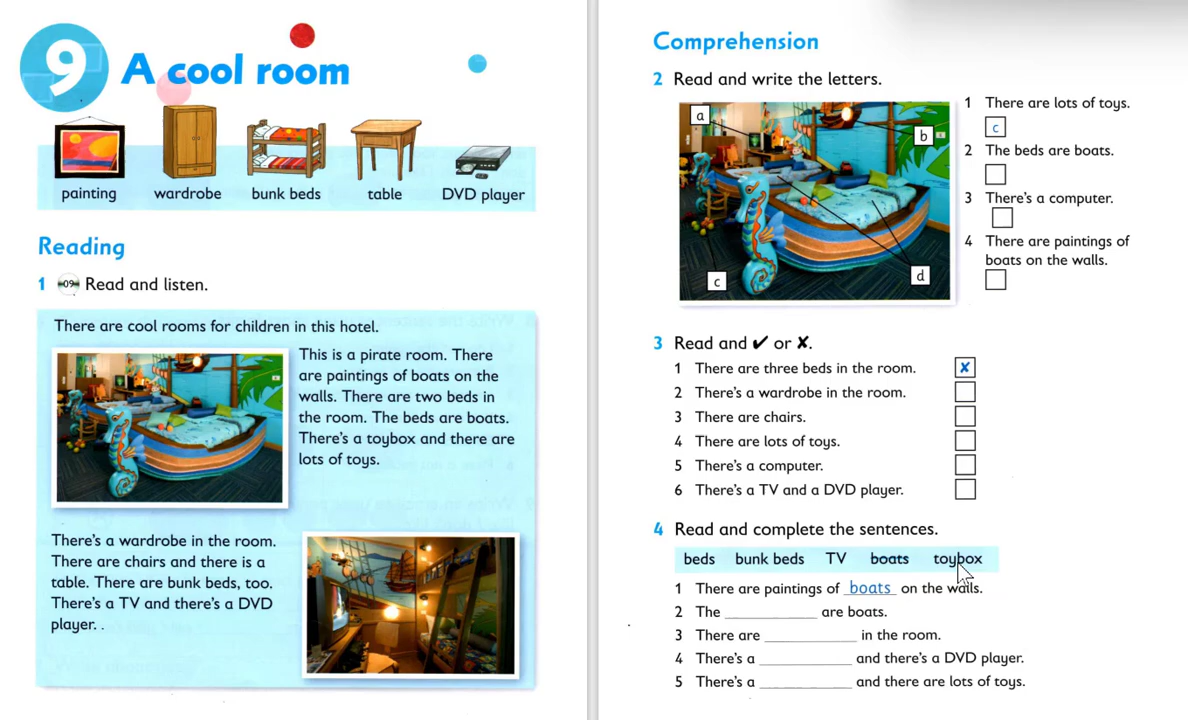 9 A cool room
painting
wardrobe
bunk beds
table
DVD player
Reading
1 09 Read and listen.
There are cool rooms for children in this hotel.
This is a pirate room. There
are paintings of boats on the
walls. There are two beds in
the room. The beds are boats.
There's a toybox and there are
lots of toys.
There's a wardrobe in the room.
There are chairs and there is a
table. There are bunk beds, too.
There's a TV and there's a DVD
player. .
Comprehension
2 Read and write the letters.
a
b
c
d
1 There are lots of toys.
c
2 The beds are boats.
3 There's a computer.
4 There are paintings of
boats on the walls.
3 Read and ✔ or ✘.
1 There are three beds in the room. ✘
2 There's a wardrobe in the room.
3 There are chairs.
4 There are lots of toys.
5 There's a computer.
6 There's a TV and a DVD player.
4 Read and complete the sentences.
beds bunk beds TV boats toybox
1 There are paintings of boats on the walls.
2 The __________ are boats.
3 There are __________ in the room.
4 There's a __________ and there's a DVD player.
5 There's a __________ and there are lots of toys.